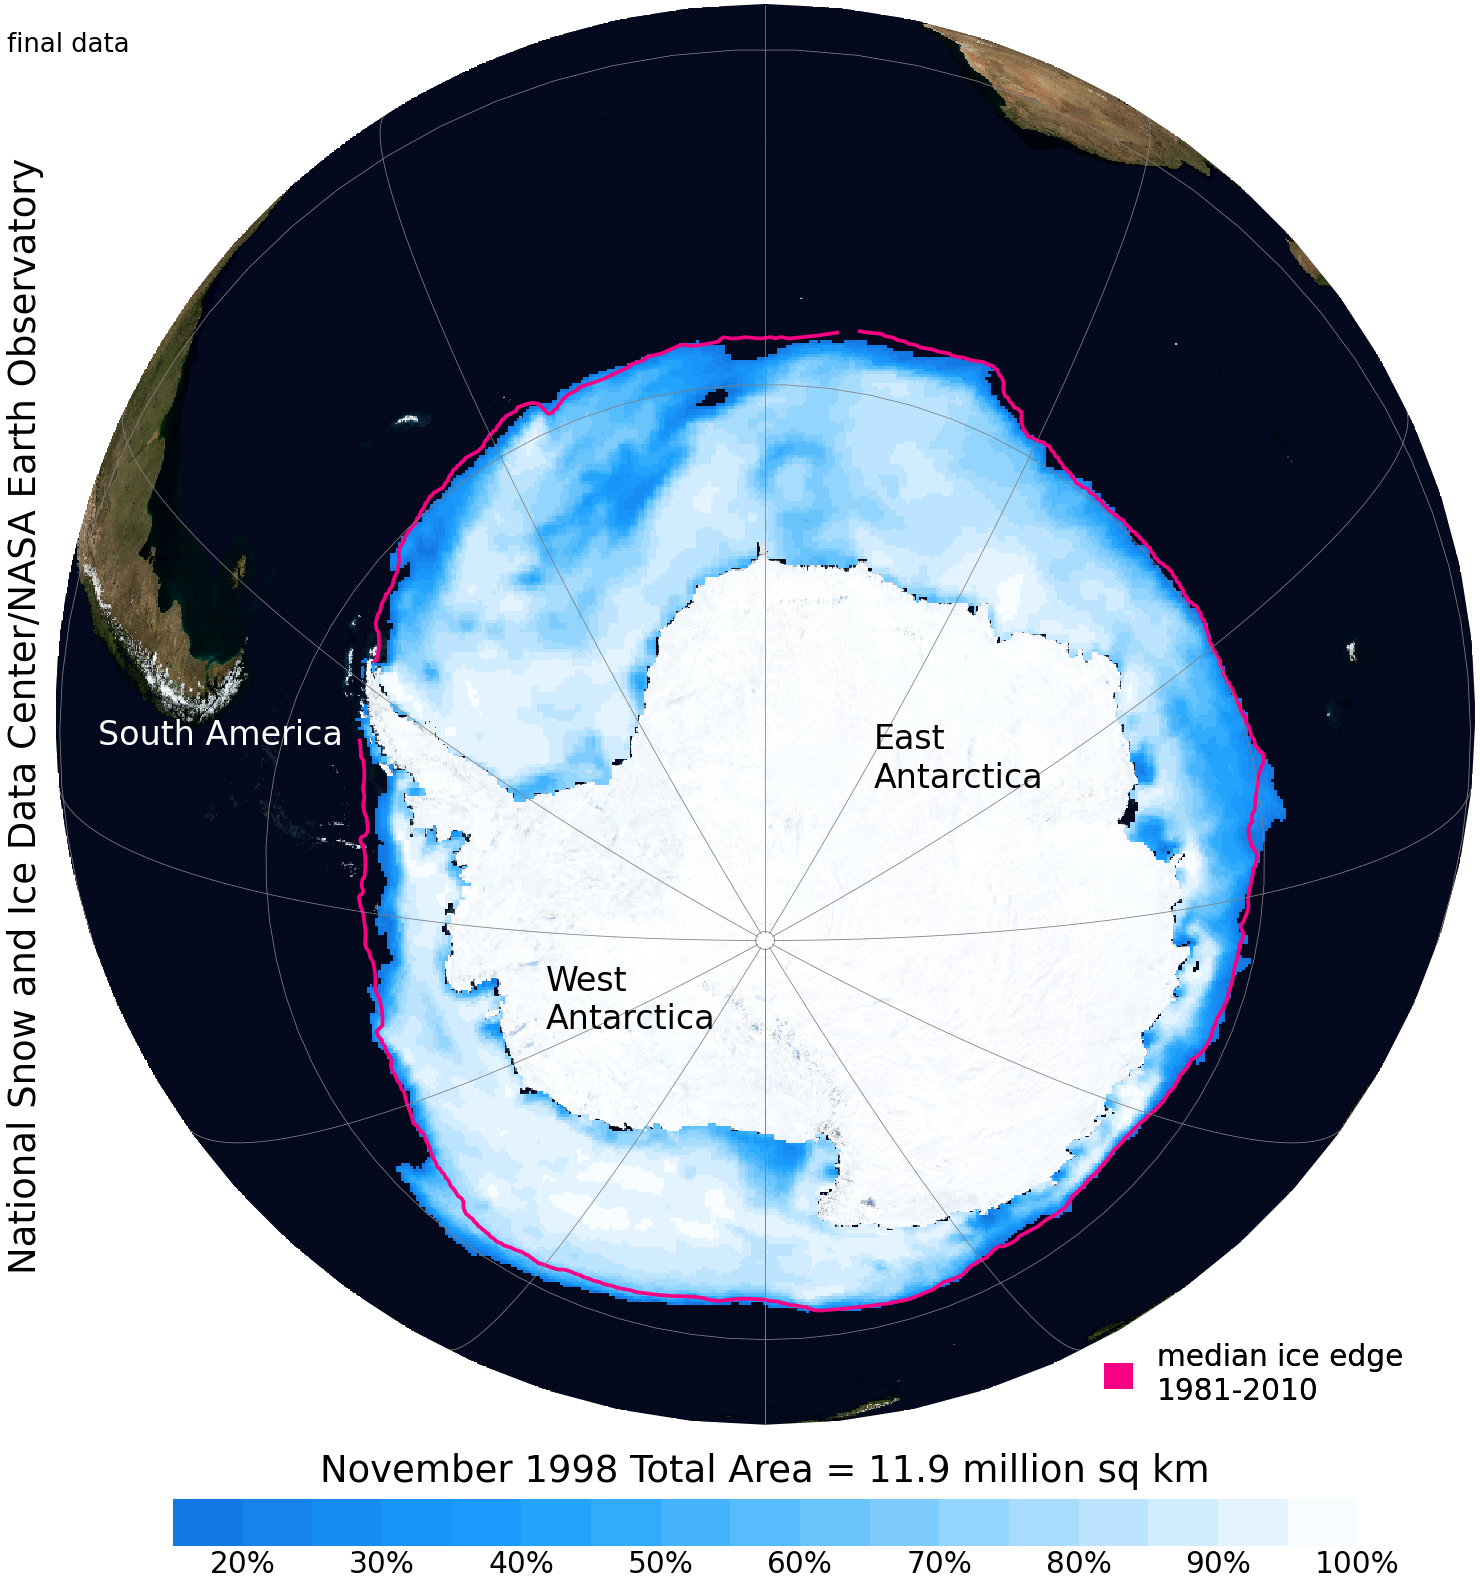 final data
National Snow and Ice Data Center/NASA Earth Observatory
South America
East
Antarctica
West
Antarctica
median ice edge
1981-2010
November 1998 Total Area = 11.9 million sq km
20% 30% 40% 50% 60% 70% 80% 90% 100%